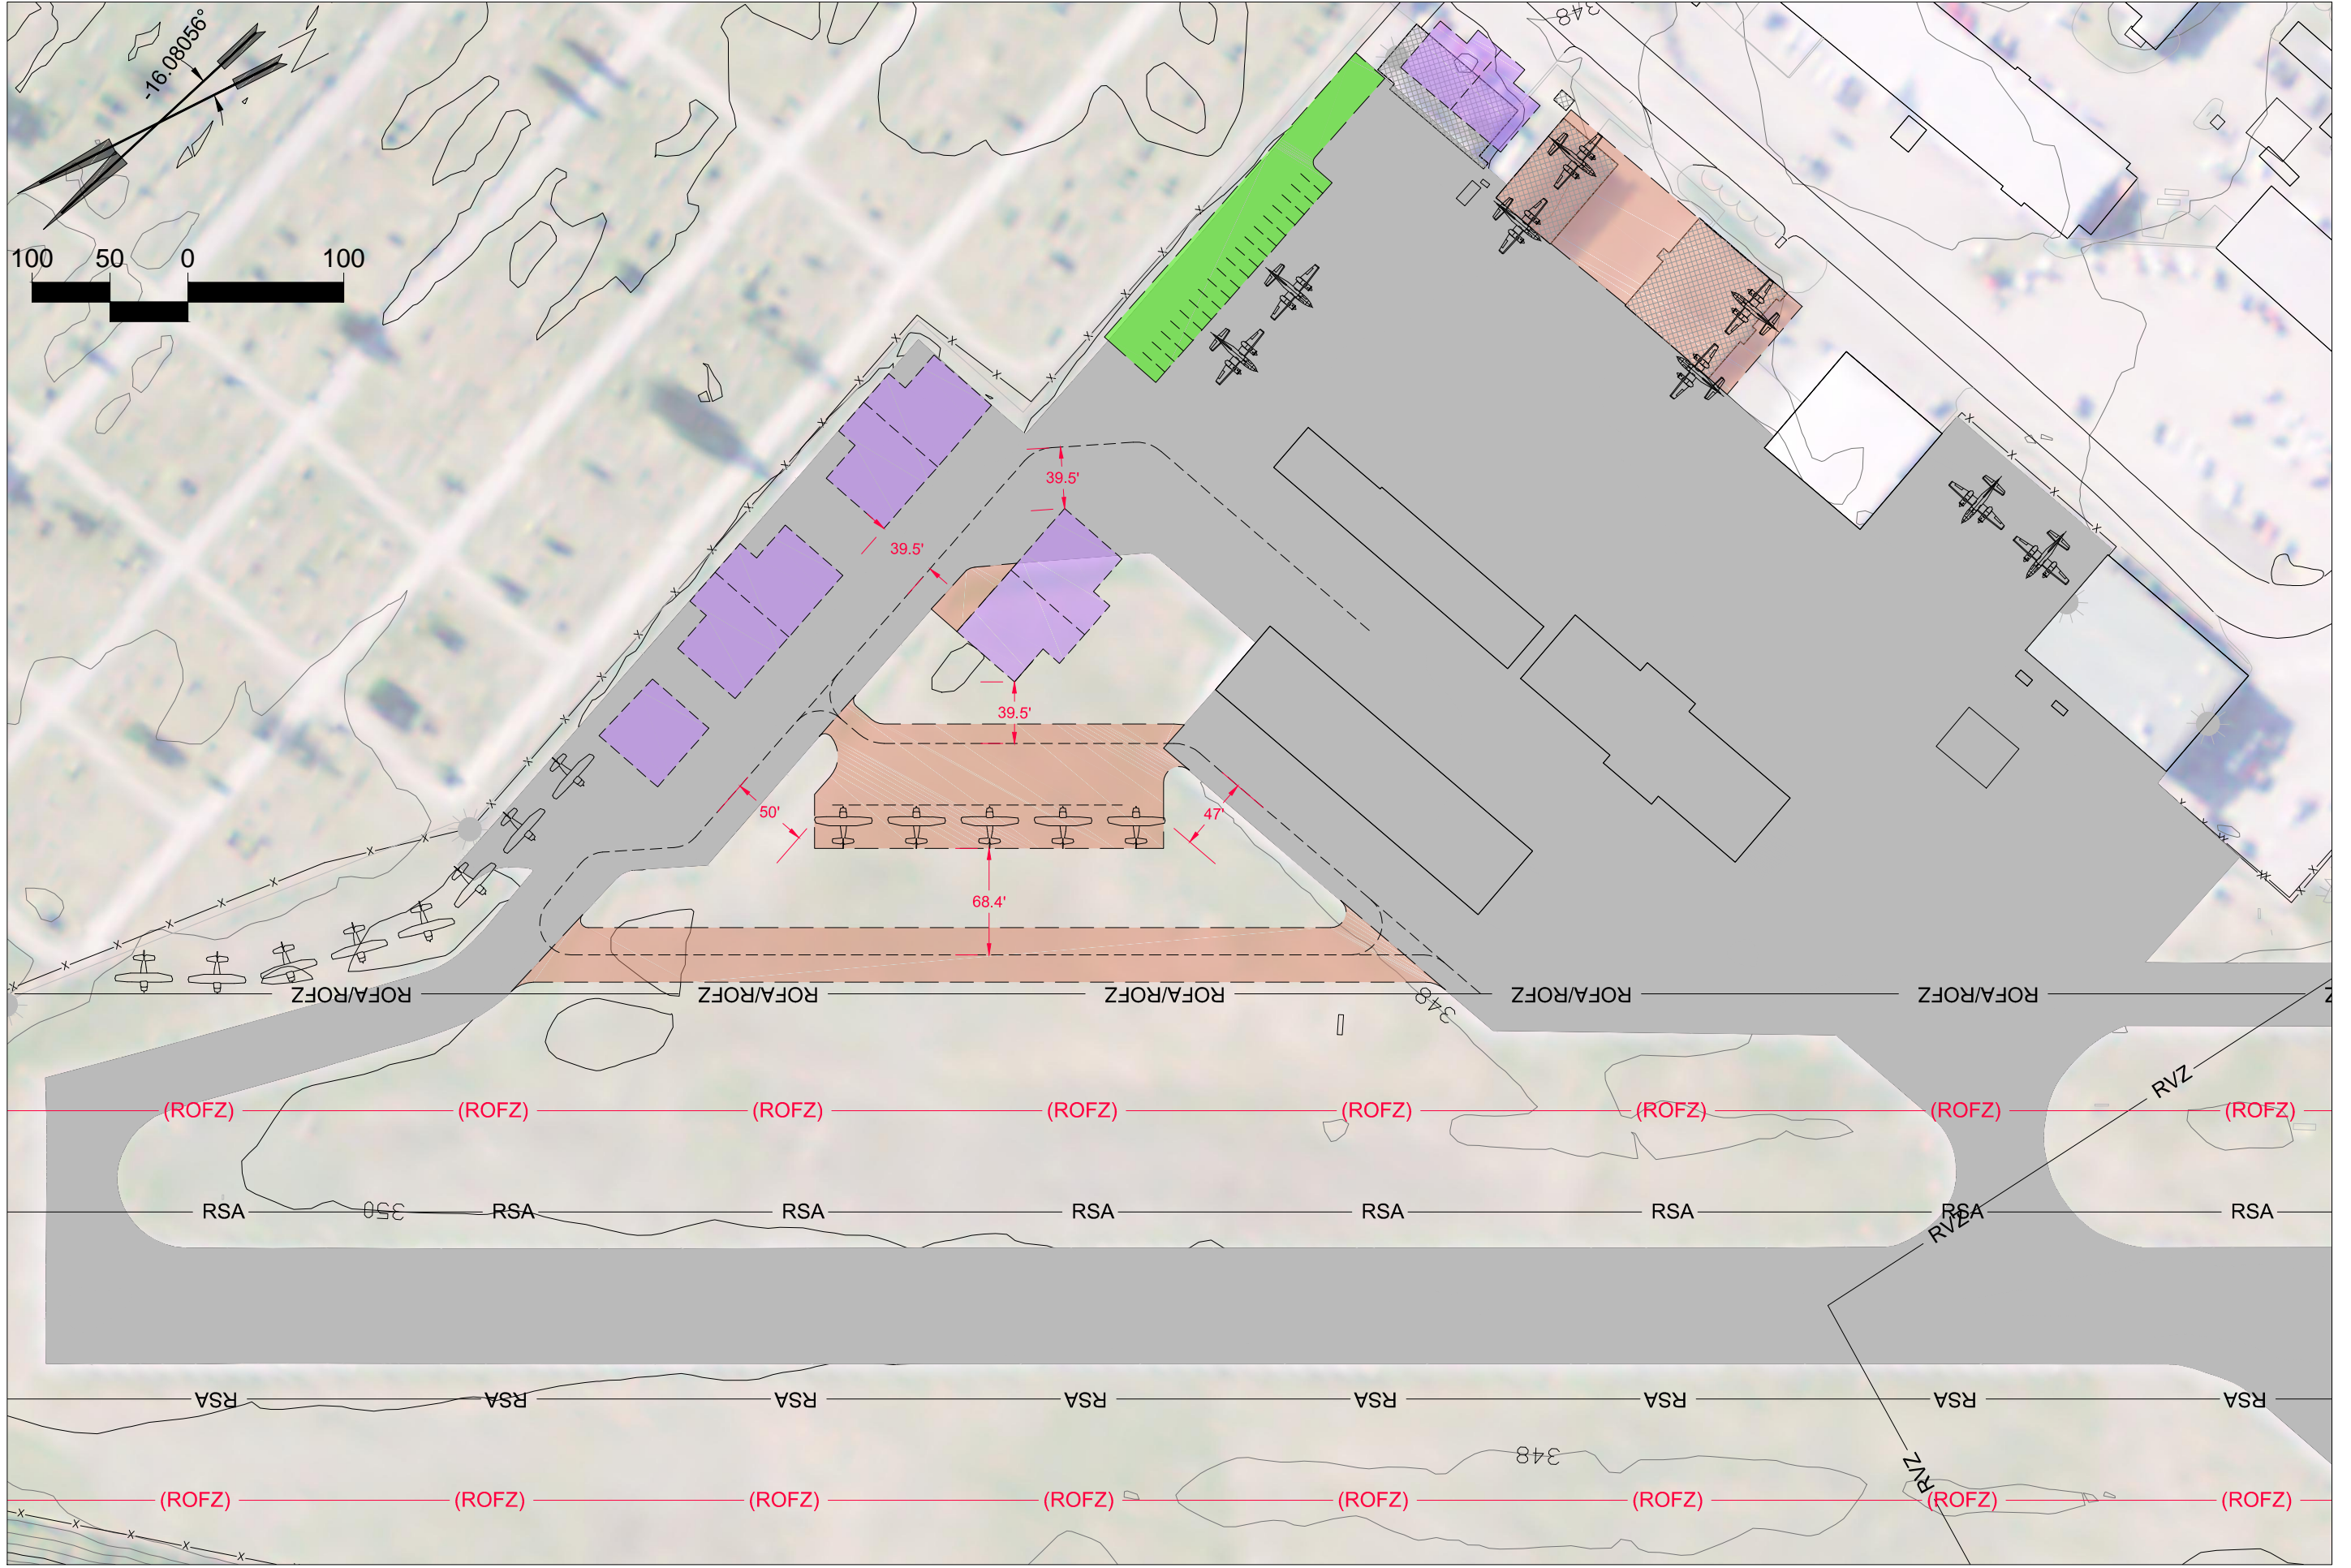 348
-16.08056°
N
100 50 0 100
39.5'
39.5'
39.5'
50'
47'
68.4'
ROFA/ROFZ ROFA/ROFZ ROFA/ROFZ ROFA/ROFZ ROFA/ROFZ
348
RVZ
(ROFZ) (ROFZ) (ROFZ) (ROFZ) (ROFZ) (ROFZ) (ROFZ) (ROFZ)
RSA RSA RSA RSA RSA RSA RSA RSA
350
RVZ
RSA RSA RSA RSA RSA RSA RSA RSA
348
RVZ
(ROFZ) (ROFZ) (ROFZ) (ROFZ) (ROFZ) (ROFZ) (ROFZ) (ROFZ)